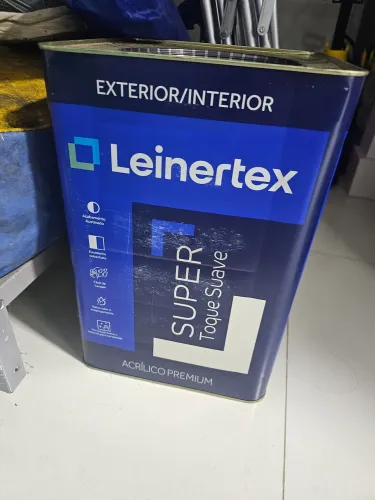 EXTERIOR/INTERIOR
Leinertex
SUPER
Toque Suave
ACRÍLICO PREMIUM